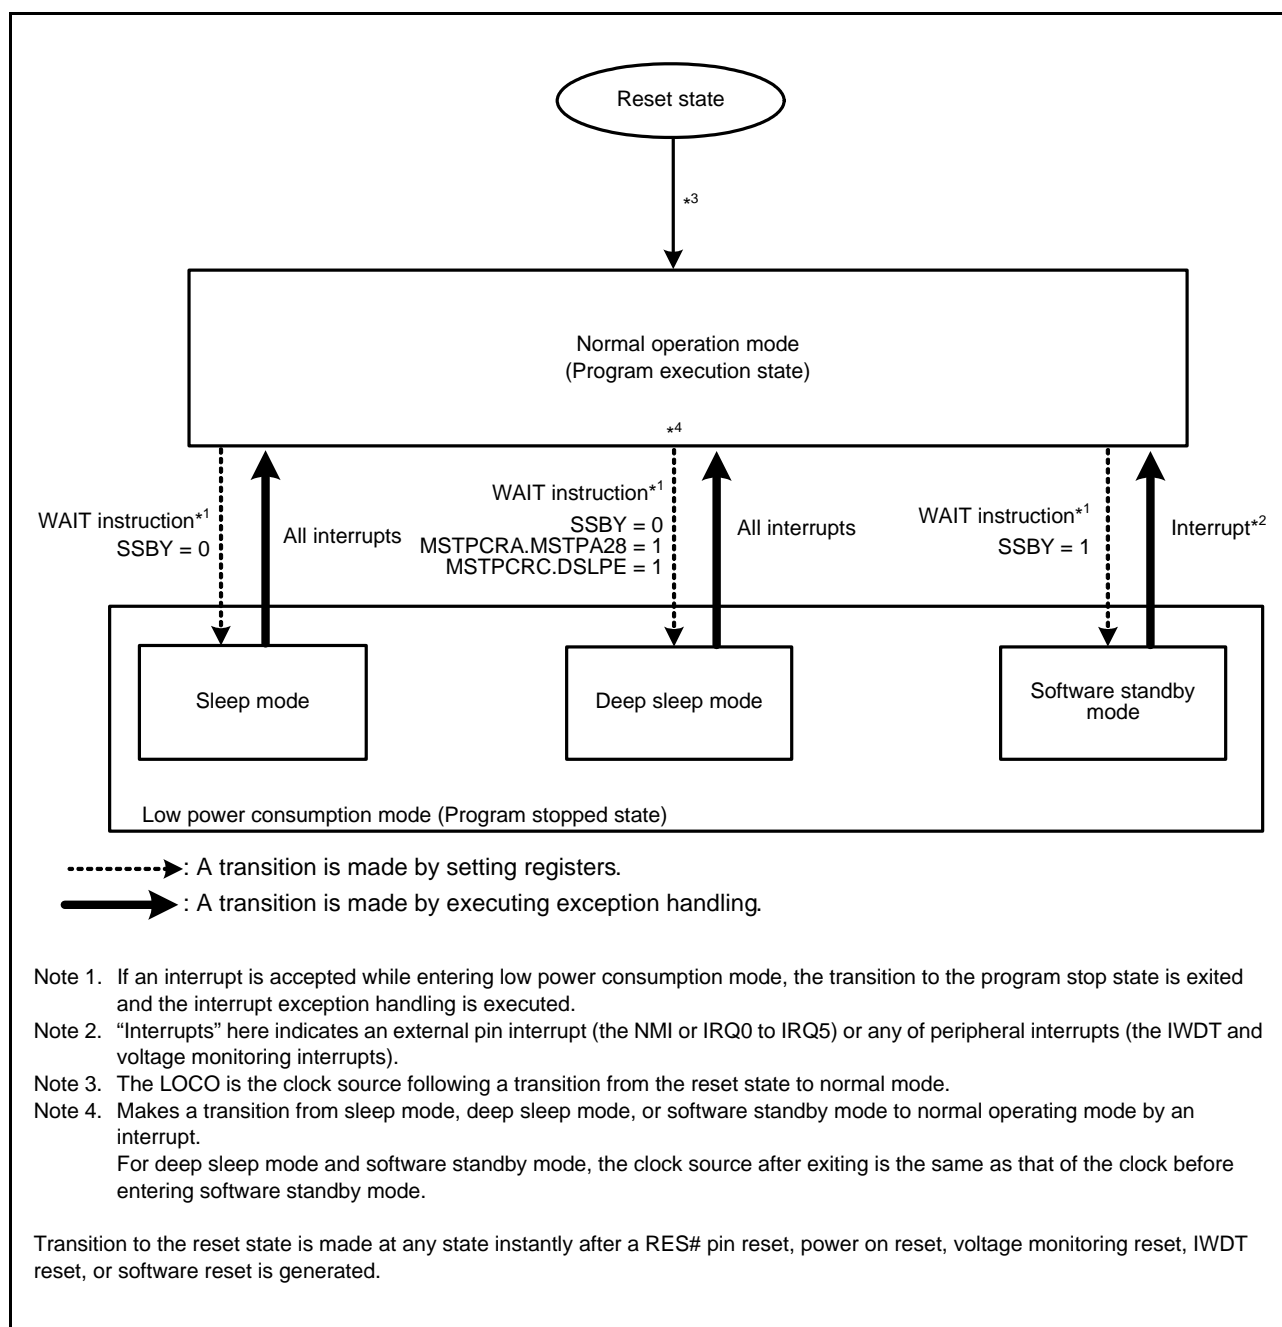 Reset state
*3
Normal operation mode
(Program execution state)
*4
WAIT instruction*1
SSBY = 0
All interrupts
WAIT instruction*1
SSBY = 0
MSTPCRA.MSTPA28 = 1
MSTPCRC.DSLPE = 1
All interrupts
WAIT instruction*1
SSBY = 1
Interrupt*2
Sleep mode
Deep sleep mode
Software standby
mode
Low power consumption mode (Program stopped state)
: A transition is made by setting registers.
: A transition is made by executing exception handling.
Note 1. If an interrupt is accepted while entering low power consumption mode, the transition to the program stop state is exited
and the interrupt exception handling is executed.
Note 2. “Interrupts” here indicates an external pin interrupt (the NMI or IRQ0 to IRQ5) or any of peripheral interrupts (the IWDT and
voltage monitoring interrupts).
Note 3. The LOCO is the clock source following a transition from the reset state to normal mode.
Note 4. Makes a transition from sleep mode, deep sleep mode, or software standby mode to normal operating mode by an
interrupt.
For deep sleep mode and software standby mode, the clock source after exiting is the same as that of the clock before
entering software standby mode.
Transition to the reset state is made at any state instantly after a RES# pin reset, power on reset, voltage monitoring reset, IWDT
reset, or software reset is generated.